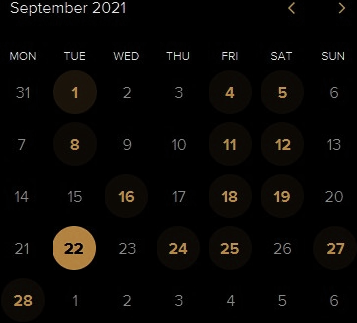 September 2021
MON TUE WED THU FRI SAT SUN
31 1 2 3 4 5 6
7 8 9 10 11 12 13
14 15 16 17 18 19 20
21 22 23 24 25 26 27
28 1 2 3 4 5 6